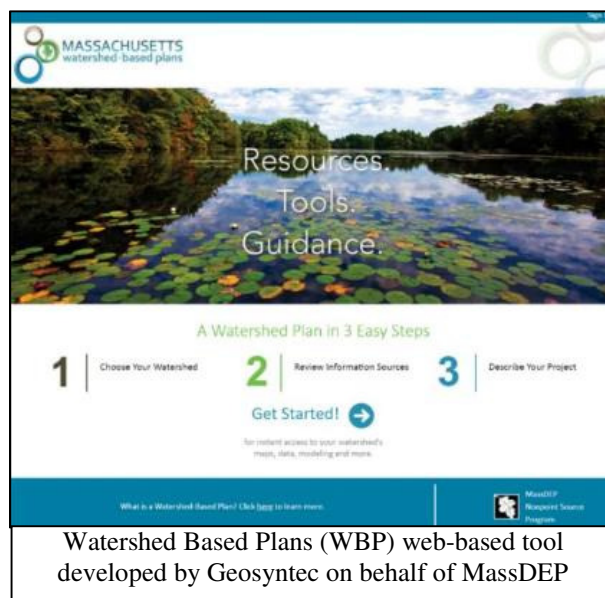 Sign
MASSACHUSETTS
watershed-based plans
Resources.
Tools.
Guidance.
A Watershed Plan in 3 Easy Steps
1 Choose Your Watershed
2 Review Information Sources
3 Describe Your Project
Get Started!
for instant access to your watershed's
maps, data, modeling and more.
What is a Watershed-Based Plan? Click here to learn more.
MassDEP
Nonpoint Source
Program
Watershed Based Plans (WBP) web-based tool
developed by Geosyntec on behalf of MassDEP